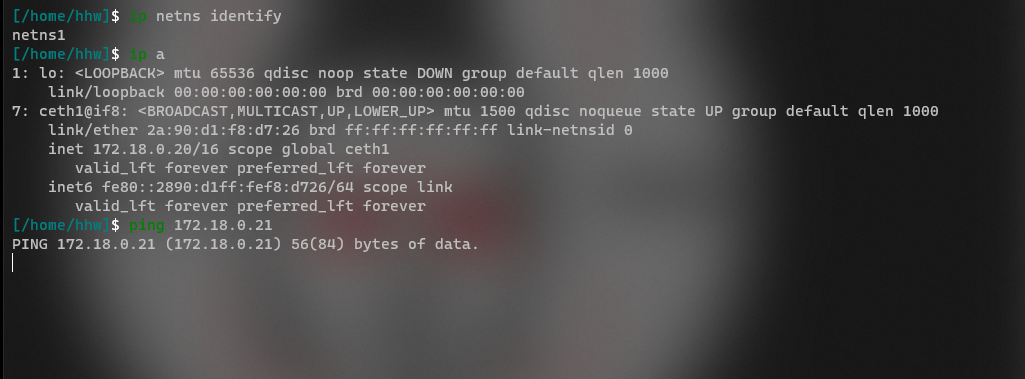 [/home/hhw]$ ip netns identify
netns1
[/home/hhw]$ ip a
1: lo: <LOOPBACK> mtu 65536 qdisc noop state DOWN group default qlen 1000
    link/loopback 00:00:00:00:00:00 brd 00:00:00:00:00:00
7: ceth1@if8: <BROADCAST,MULTICAST,UP,LOWER_UP> mtu 1500 qdisc noqueue state UP group default qlen 1000
    link/ether 2a:90:d1:f8:d7:26 brd ff:ff:ff:ff:ff:ff link-netnsid 0
    inet 172.18.0.20/16 scope global ceth1
       valid_lft forever preferred_lft forever
    inet6 fe80::2890:d1ff:fef8:d726/64 scope link
       valid_lft forever preferred_lft forever
[/home/hhw]$ ping 172.18.0.21
PING 172.18.0.21 (172.18.0.21) 56(84) bytes of data.